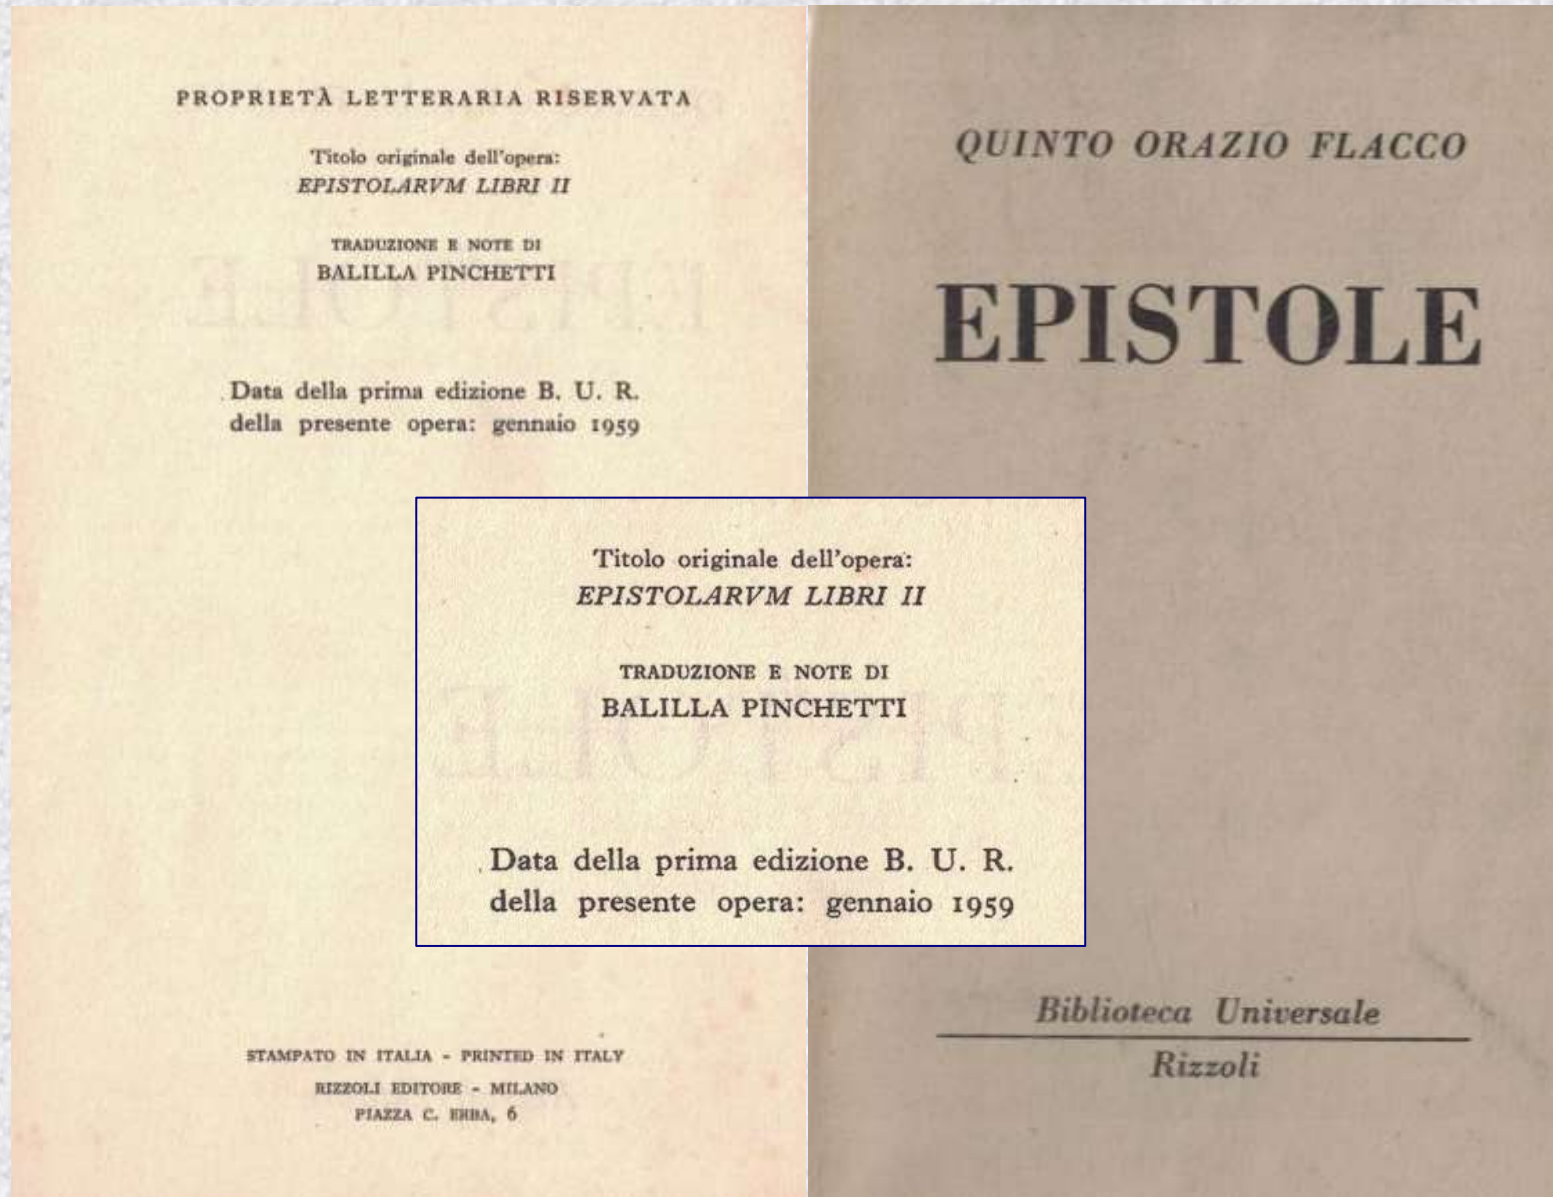 PROPRIETÀ LETTERARIA RISERVATA
Titolo originale dell'opera:
EPISTOLARVM LIBRI II
TRADUZIONE E NOTE DI
BALILLA PINCHETTI
Data della prima edizione B. U. R.
della presente opera: gennaio 1959
STAMPATO IN ITALIA - PRINTED IN ITALY
RIZZOLI EDITORE - MILANO
PIAZZA C. ERBA, 6
QUINTO ORAZIO FLACCO
EPISTOLE
Biblioteca Universale
Rizzoli
Titolo originale dell'opera:
EPISTOLARVM LIBRI II
TRADUZIONE E NOTE DI
BALILLA PINCHETTI
Data della prima edizione B. U. R.
della presente opera: gennaio 1959